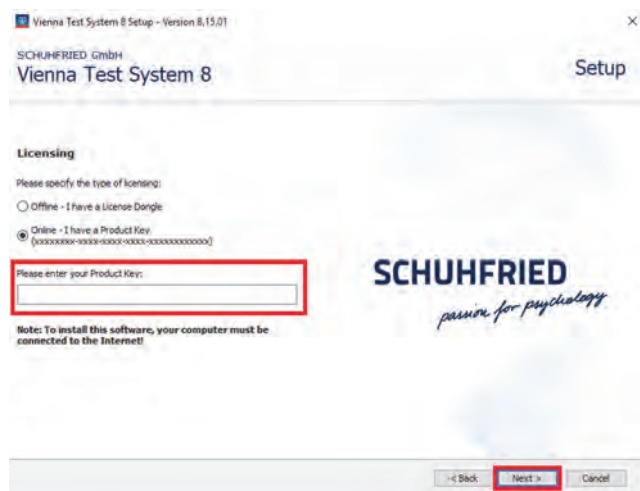 Vienna Test System 8 Setup - Version 8.15.01
SCHUHFRIED GmbH
Vienna Test System 8
Setup
Licensing
Please specify the type of licensing:
Offline - I have a License Dongle
Online - I have a Product Key
(xxxxxxxx-xxxx-xxxx-xxxx-xxxxxxxxxxxx)
Please enter your Product Key:
Note: To install this software, your computer must be
connected to the Internet!
SCHUHFRIED
passion for psychology
< Back
Next >
Cancel